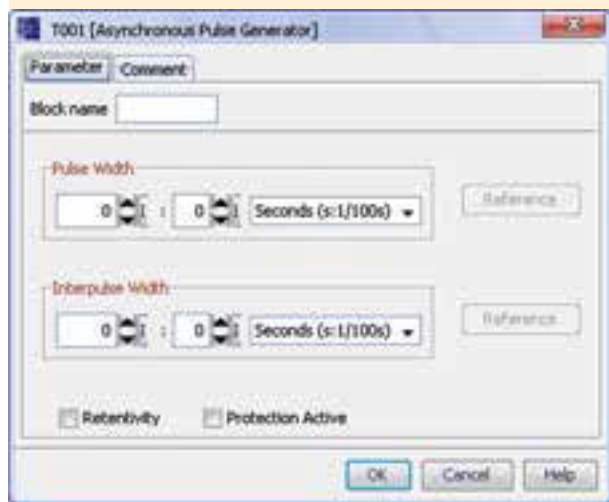 T001 [Asynchronous Pulse Generator]
Parameter Comment
Block name
Pulse Width
0 : 0 Seconds (s:1/100s)
Reference
Interpulse Width
0 : 0 Seconds (s:1/100s)
Reference
Retentivity Protection Active
OK Cancel Help